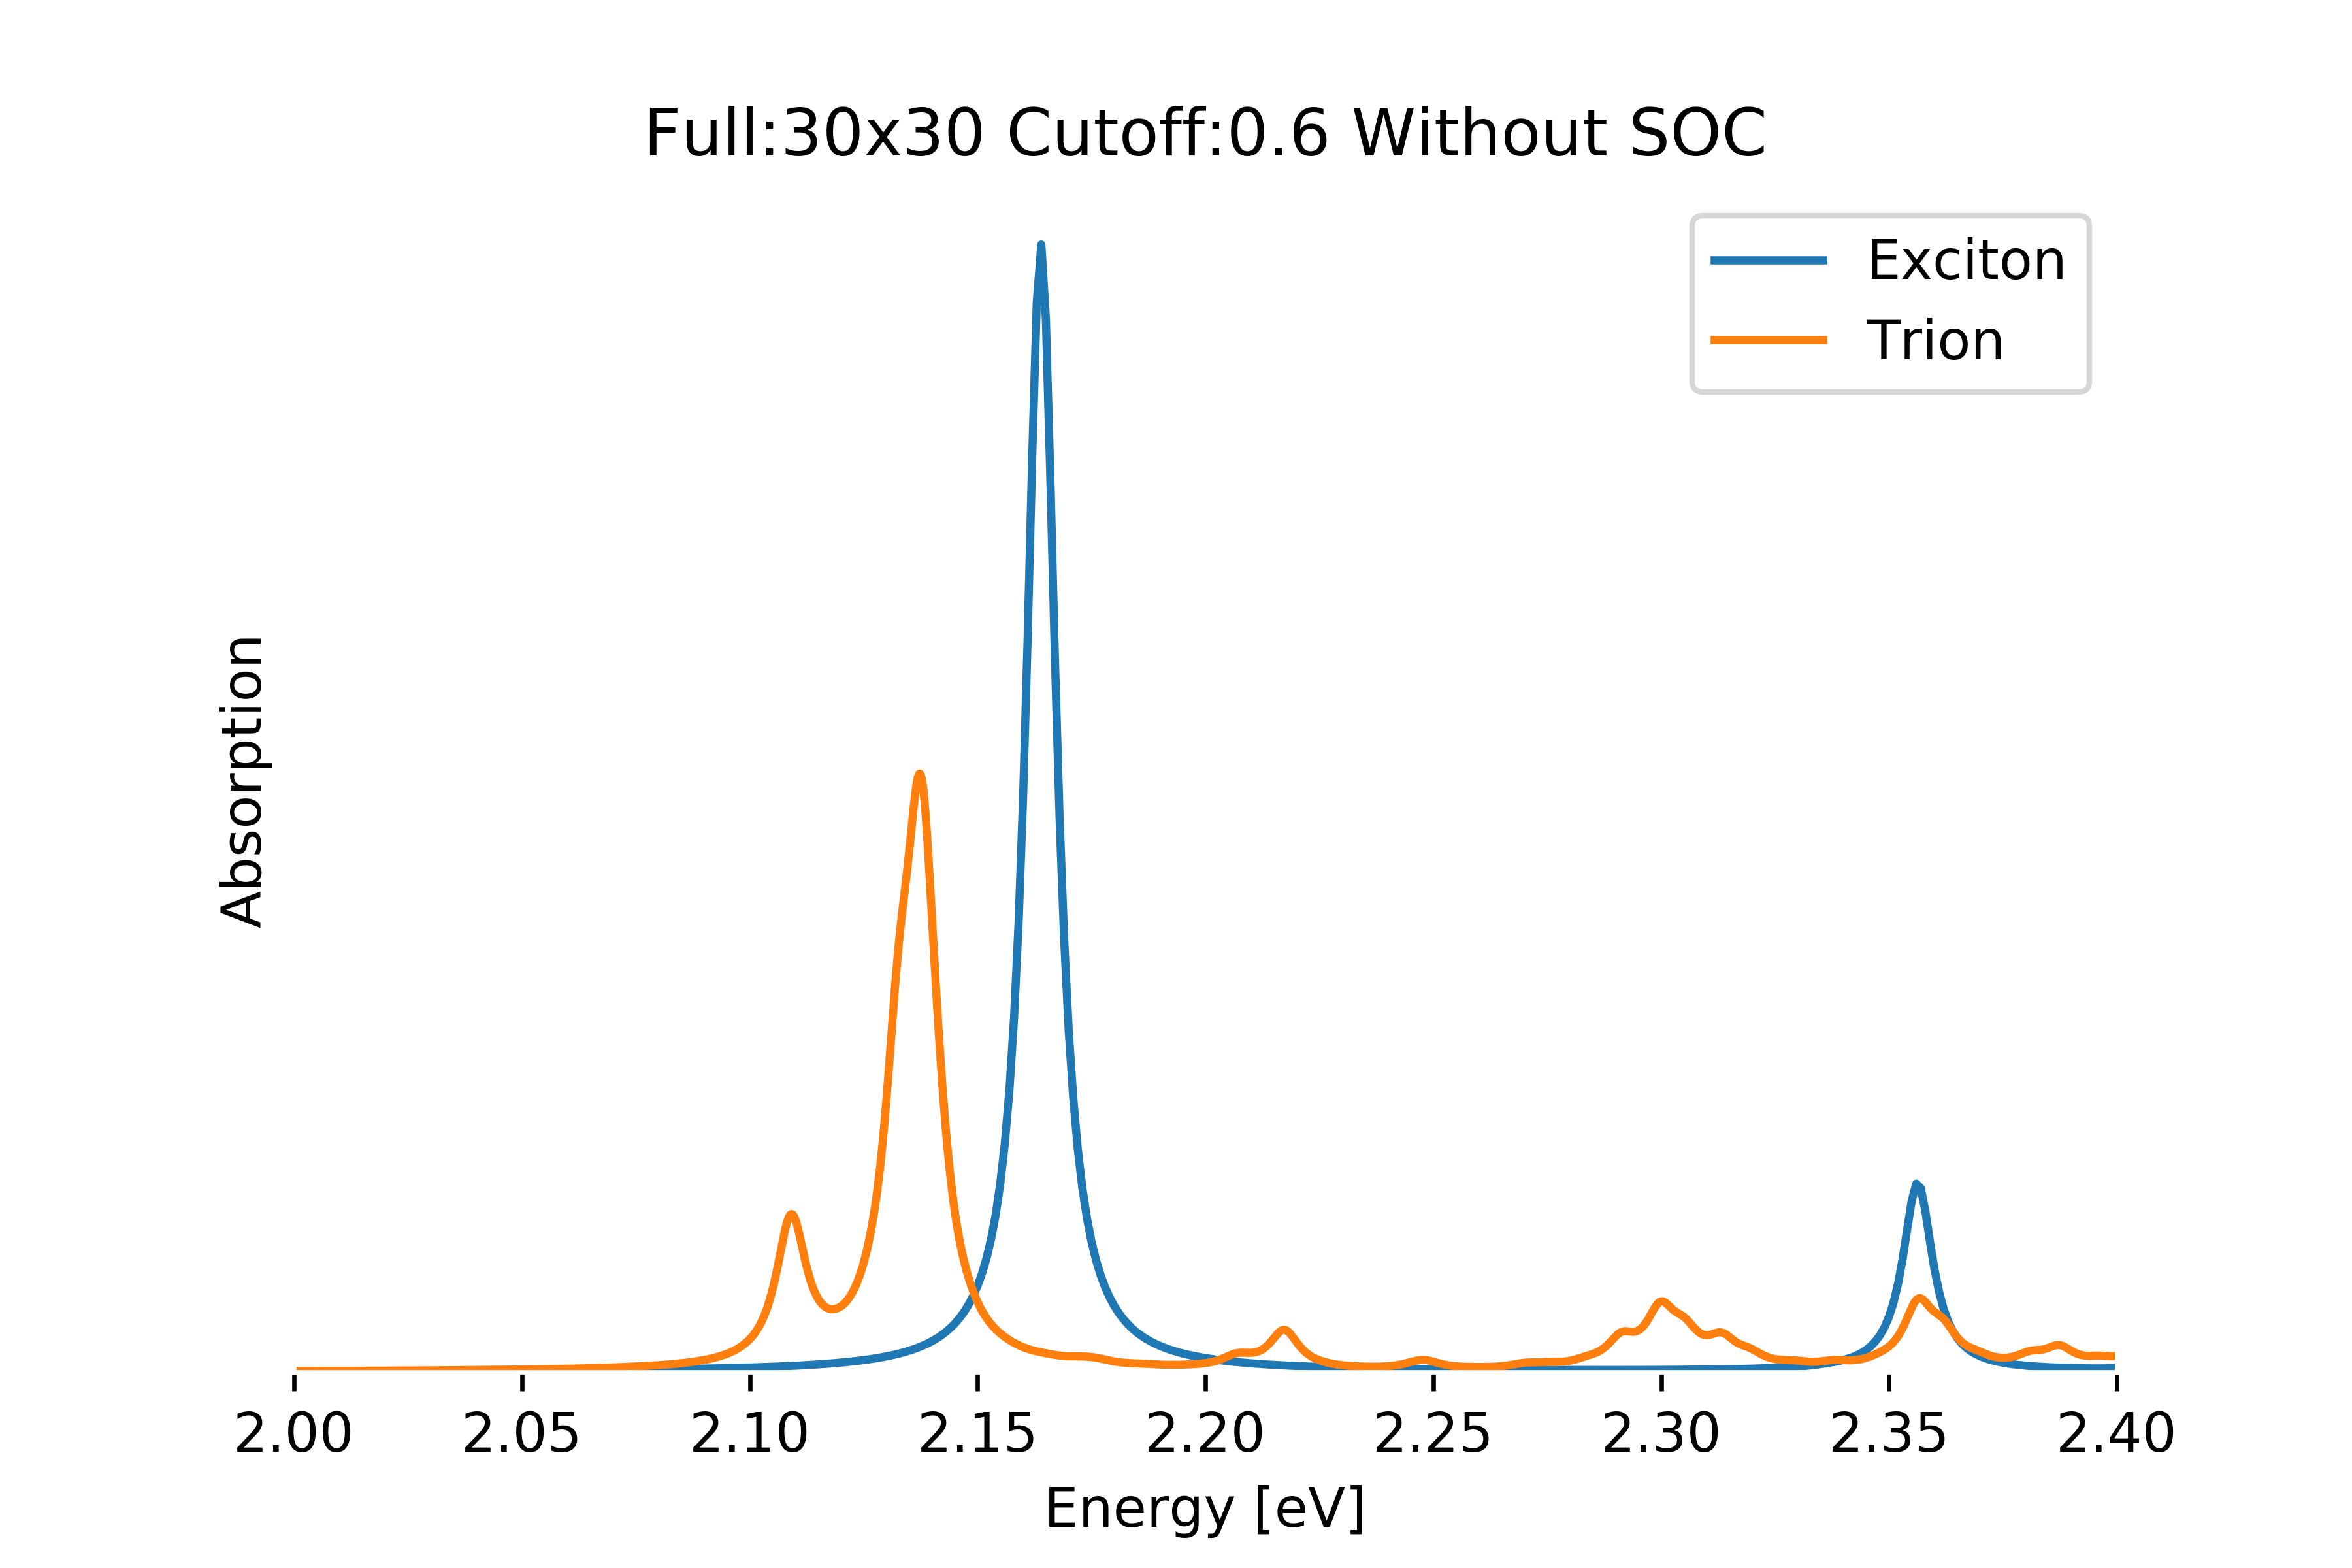 Full:30x30 Cutoff:0.6 Without SOC
Exciton
Trion
Absorption
2.00 2.05 2.10 2.15 2.20 2.25 2.30 2.35 2.40
Energy [eV]